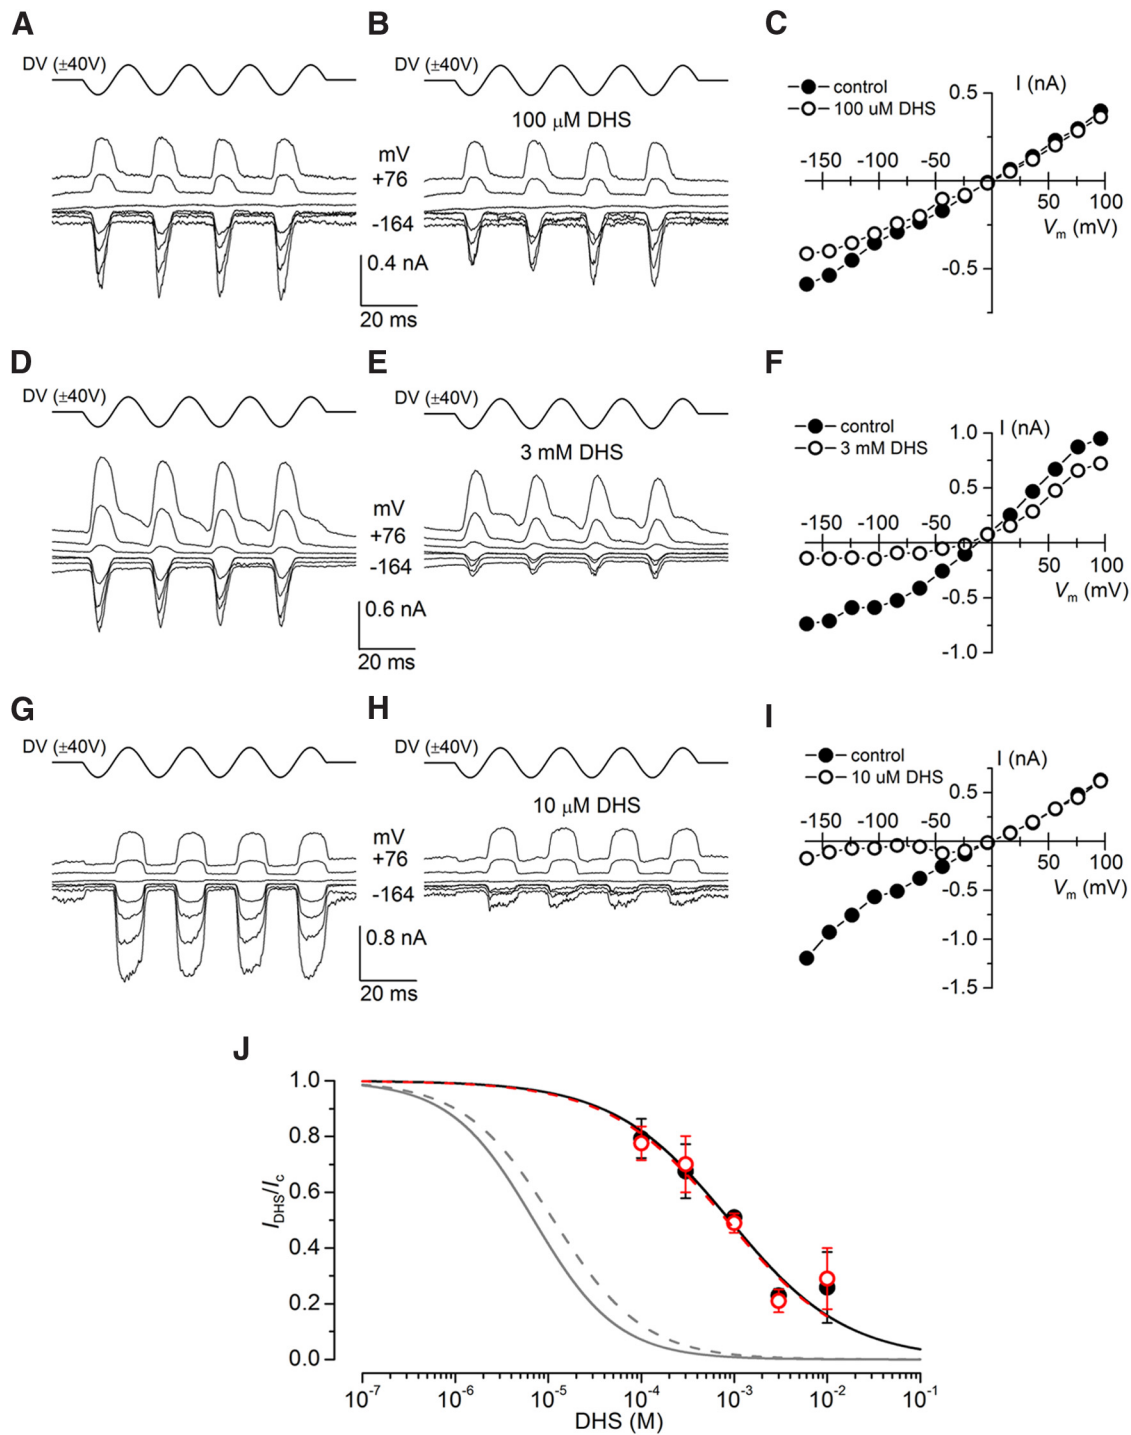 A
DV (±40V)
mV
+76
-164
0.4 nA
20 ms
B
DV (±40V)
100 μM DHS
C
control
100 uM DHS
I (nA)
0.5
-150 -100 -50
50 100
Vm (mV)
-0.5
D
DV (±40V)
mV
+76
-164
0.6 nA
20 ms
E
DV (±40V)
3 mM DHS
F
control
3 mM DHS
I (nA)
1.0
0.5
-150 -100 -50
50 100
Vm (mV)
-0.5
-1.0
G
DV (±40V)
mV
+76
-164
0.8 nA
20 ms
H
DV (±40V)
10 μM DHS
I
control
10 uM DHS
I (nA)
0.5
-150 -100 -50
50 100
Vm (mV)
-0.5
-1.0
-1.5
J
IDHS/Ic
1.0
0.8
0.6
0.4
0.2
0.0
10-7 10-6 10-5 10-4 10-3 10-2 10-1
DHS (M)